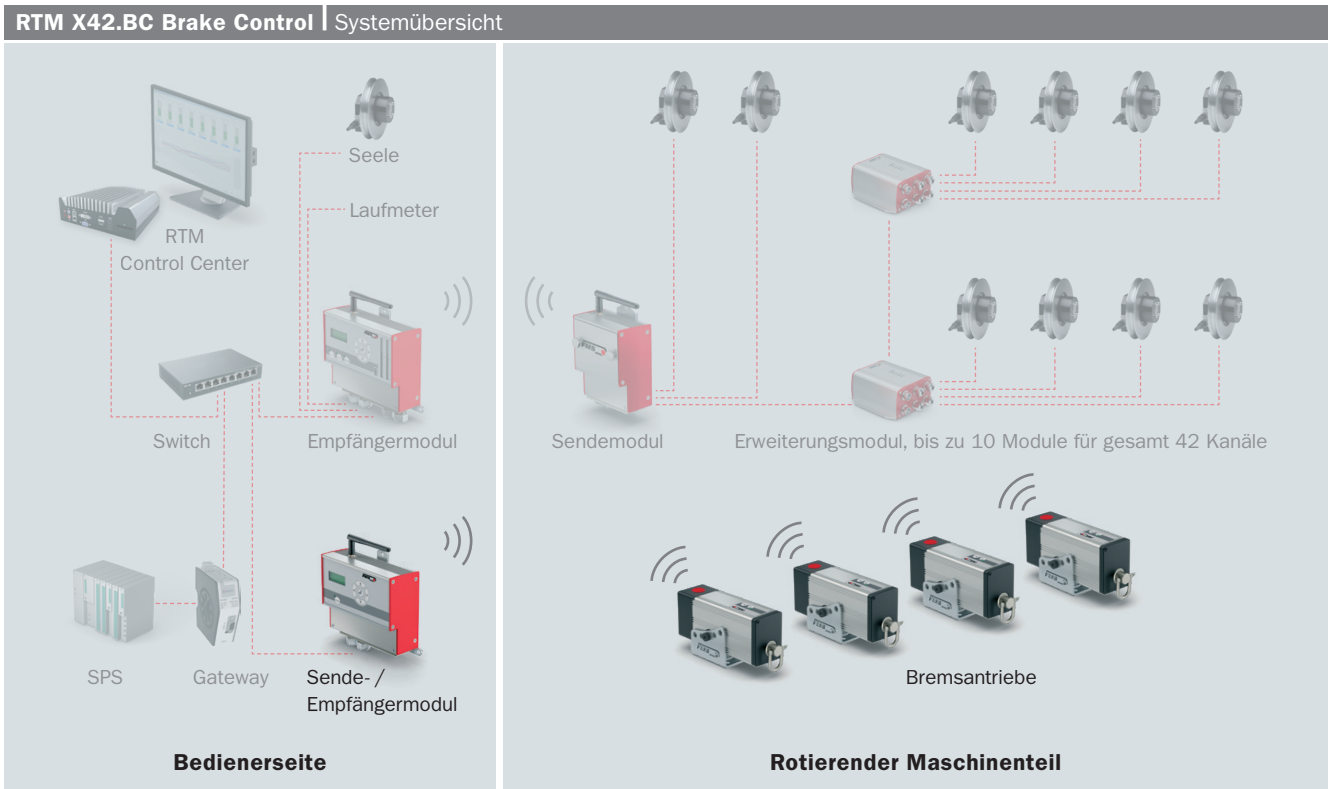 RTM X42.BC Brake Control | Systemübersicht
Seele
Laufmeter
RTM
Control Center
Switch
Empfängermodul
Sendemodul
Erweiterungsmodul, bis zu 10 Module für gesamt 42 Kanäle
SPS
Gateway
Sende- /
Empfängermodul
Bremsantriebe
Bedienerseite
Rotierender Maschinenteil